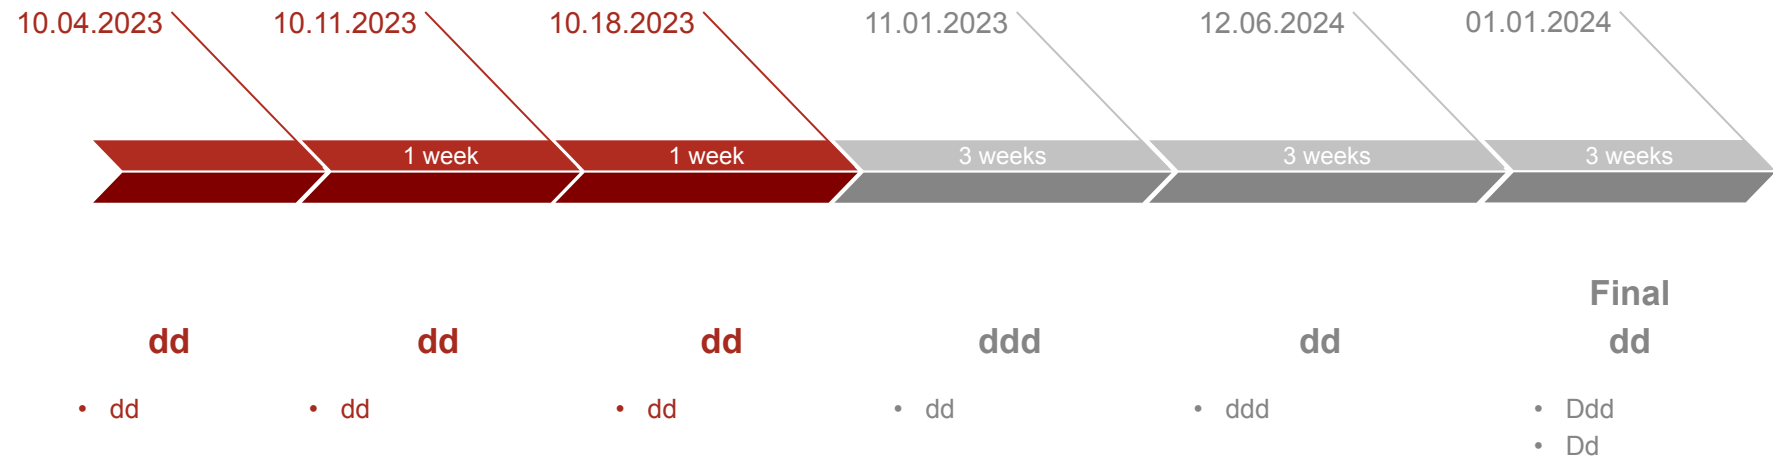 10.04.2023 10.11.2023 10.18.2023 11.01.2023 12.06.2024 01.01.2024
1 week 1 week 3 weeks 3 weeks 3 weeks
Final
dd dd dd ddd dd dd
• dd • dd • dd • dd • ddd • Ddd
• Dd